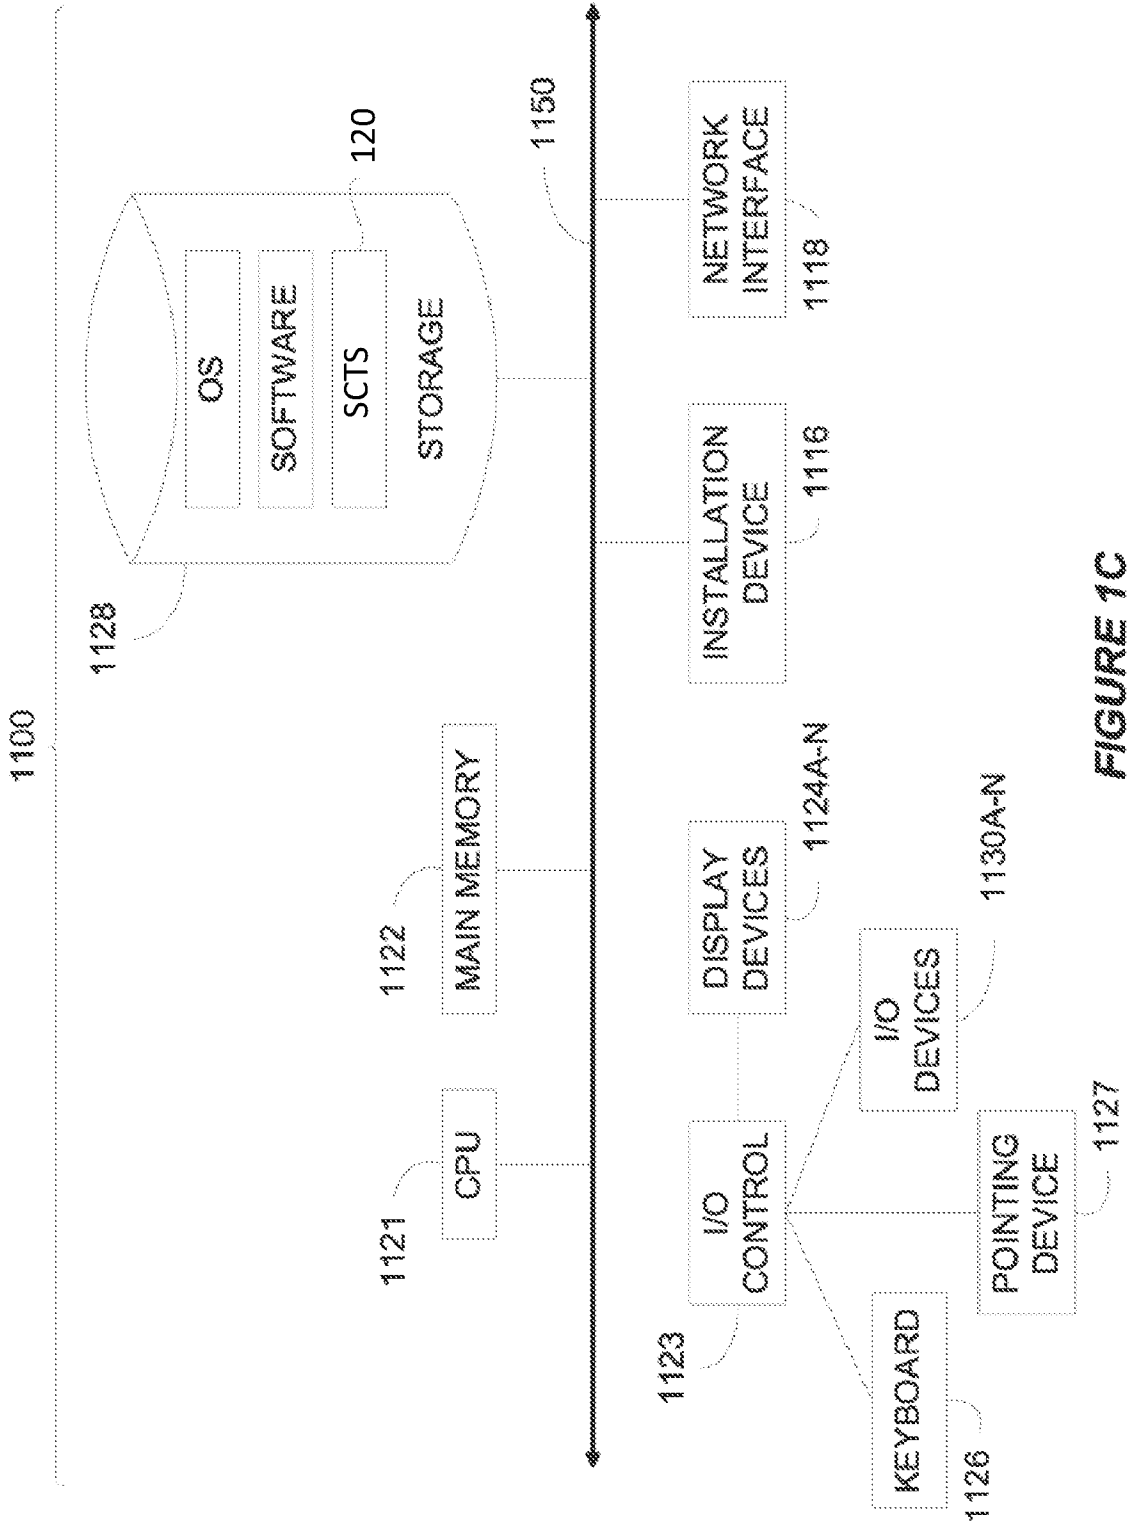 1100
1128
OS
SOFTWARE
SCTS
STORAGE
120
1121
CPU
1122
MAIN MEMORY
1150
1123
I/O
CONTROL
DISPLAY
DEVICES
1124A-N
INSTALLATION
DEVICE
1116
NETWORK
INTERFACE
1118
KEYBOARD
1126
POINTING
DEVICE
1127
I/O
DEVICES
1130A-N
FIGURE 1C